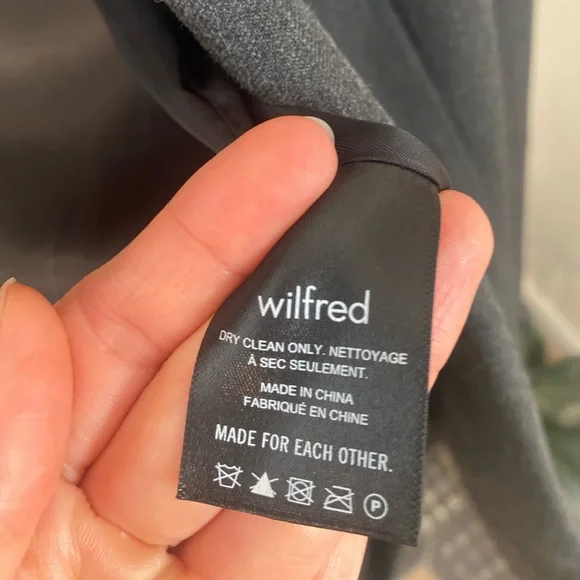 wilfred
DRY CLEAN ONLY. NETTOYAGE
À SEC SEULEMENT.
MADE IN CHINA
FABRIQUÉ EN CHINE
MADE FOR EACH OTHER.
P